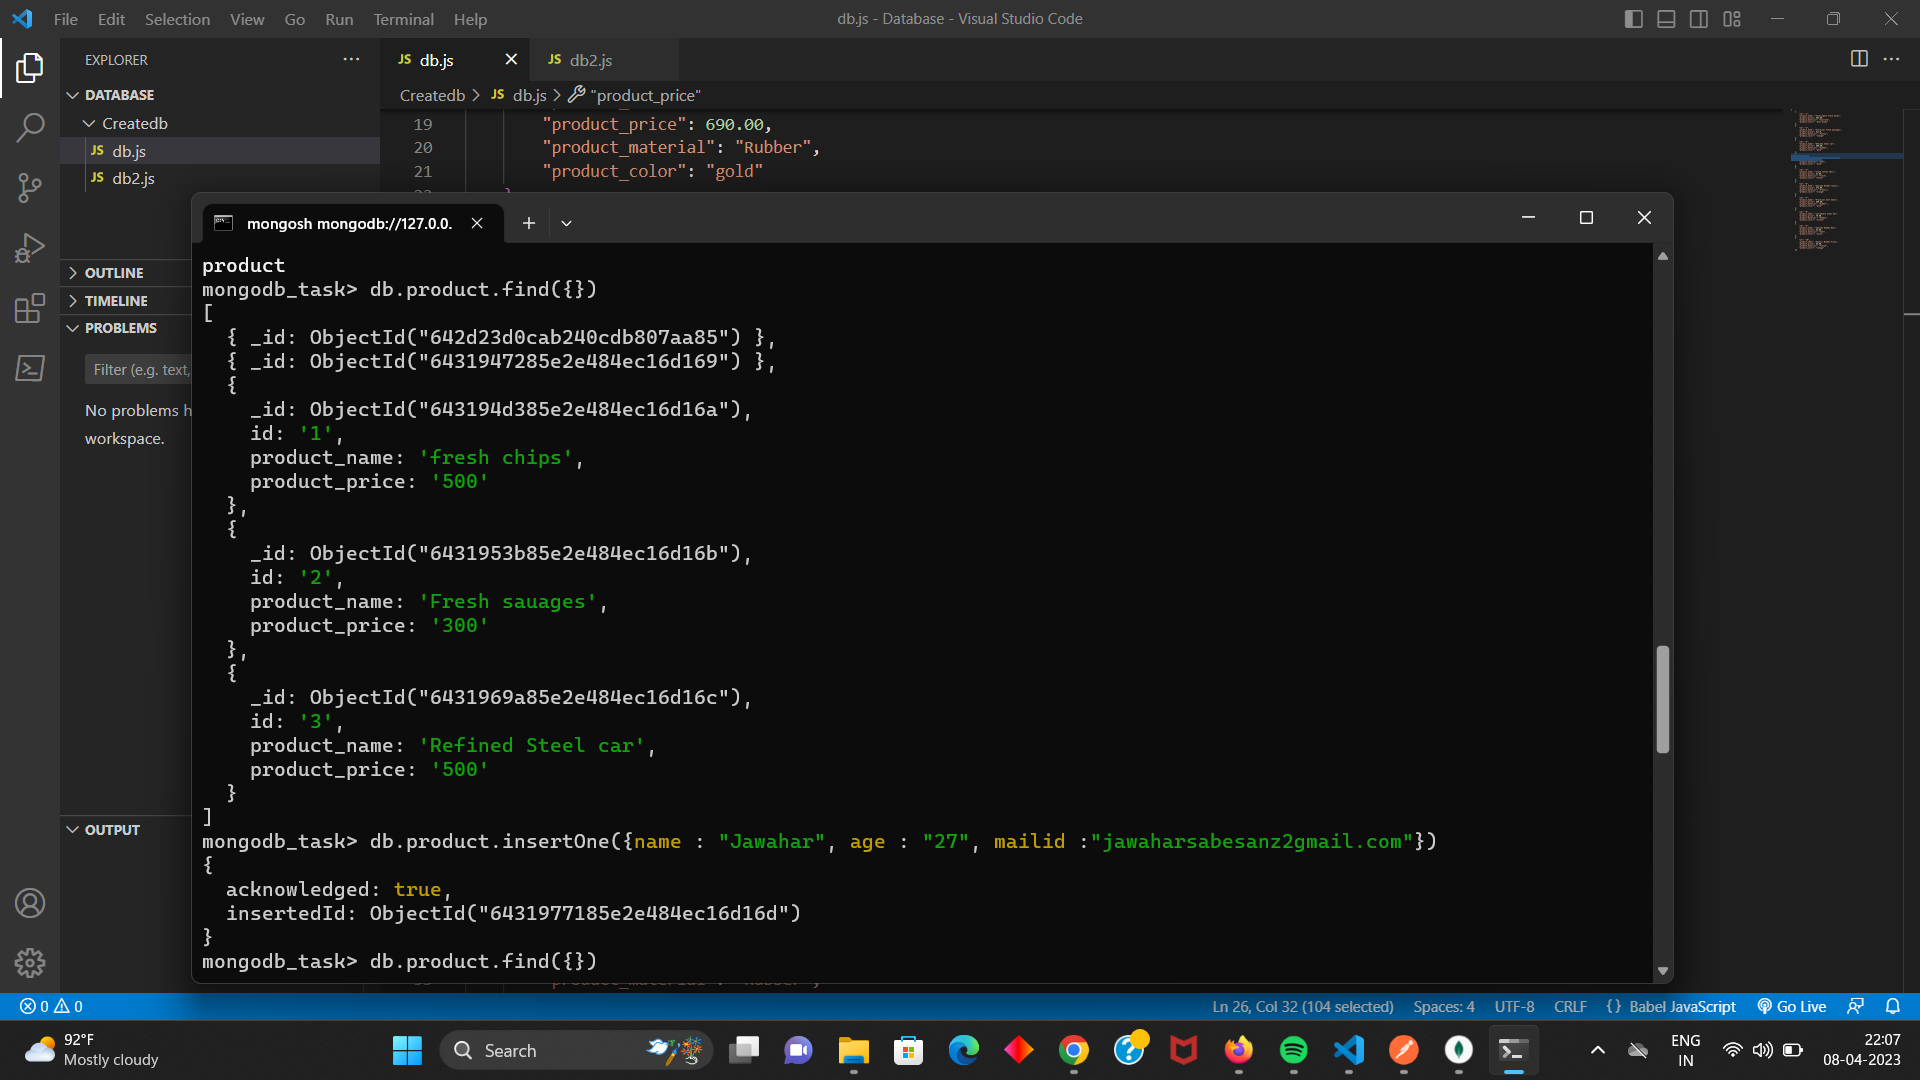 File Edit Selection View Go Run Terminal Help
db.js - Database - Visual Studio Code
EXPLORER
JS db.js
JS db2.js
DATABASE
Createdb
JS db.js
JS db2.js
Createdb > JS db.js > "product_price"
19 "product_price": 690.00,
20 "product_material": "Rubber",
21 "product_color": "gold"
OUTLINE
TIMELINE
PROBLEMS
Filter (e.g. text,
No problems h
workspace.
OUTPUT
mongosh mongodb://127.0.0.
product
mongodb_task> db.product.find({})
[
{ _id: ObjectId("642d23d0cab240cdb807aa85") },
{ _id: ObjectId("6431947285e2e484ec16d169") },
{
_id: ObjectId("643194d385e2e484ec16d16a"),
id: '1',
product_name: 'fresh chips',
product_price: '500'
},
{
_id: ObjectId("6431953b85e2e484ec16d16b"),
id: '2',
product_name: 'Fresh sauages',
product_price: '300'
},
{
_id: ObjectId("6431969a85e2e484ec16d16c"),
id: '3',
product_name: 'Refined Steel car',
product_price: '500'
}
]
mongodb_task> db.product.insertOne({name : "Jawahar", age : "27", mailid :"jawaharsabesanz2gmail.com"})
{
acknowledged: true,
insertedId: ObjectId("6431977185e2e484ec16d16d")
}
mongodb_task> db.product.find({})
0 0
Ln 26, Col 32 (104 selected) Spaces: 4 UTF-8 CRLF {} Babel JavaScript Go Live
92°F
Mostly cloudy
Search
ENG
IN
22:07
08-04-2023